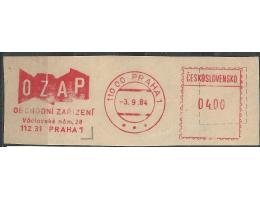 OZAP
OBCHODNÍ ZAŘÍZENÍ
Václavské nám. 28
112 31 PRAHA 1
110 00 PRAHA 1
-3.9.84
ČESKOSLOVENSKO
04.00